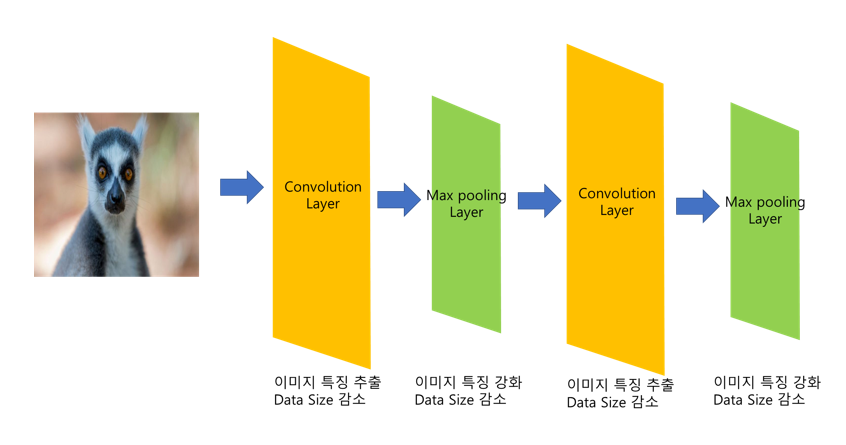 Convolution
Layer
Max pooling
Layer
Convolution
Layer
Max pooling
Layer
이미지 특징 추출
Data Size 감소
이미지 특징 강화
Data Size 감소
이미지 특징 추출
Data Size 감소
이미지 특징 강화
Data Size 감소